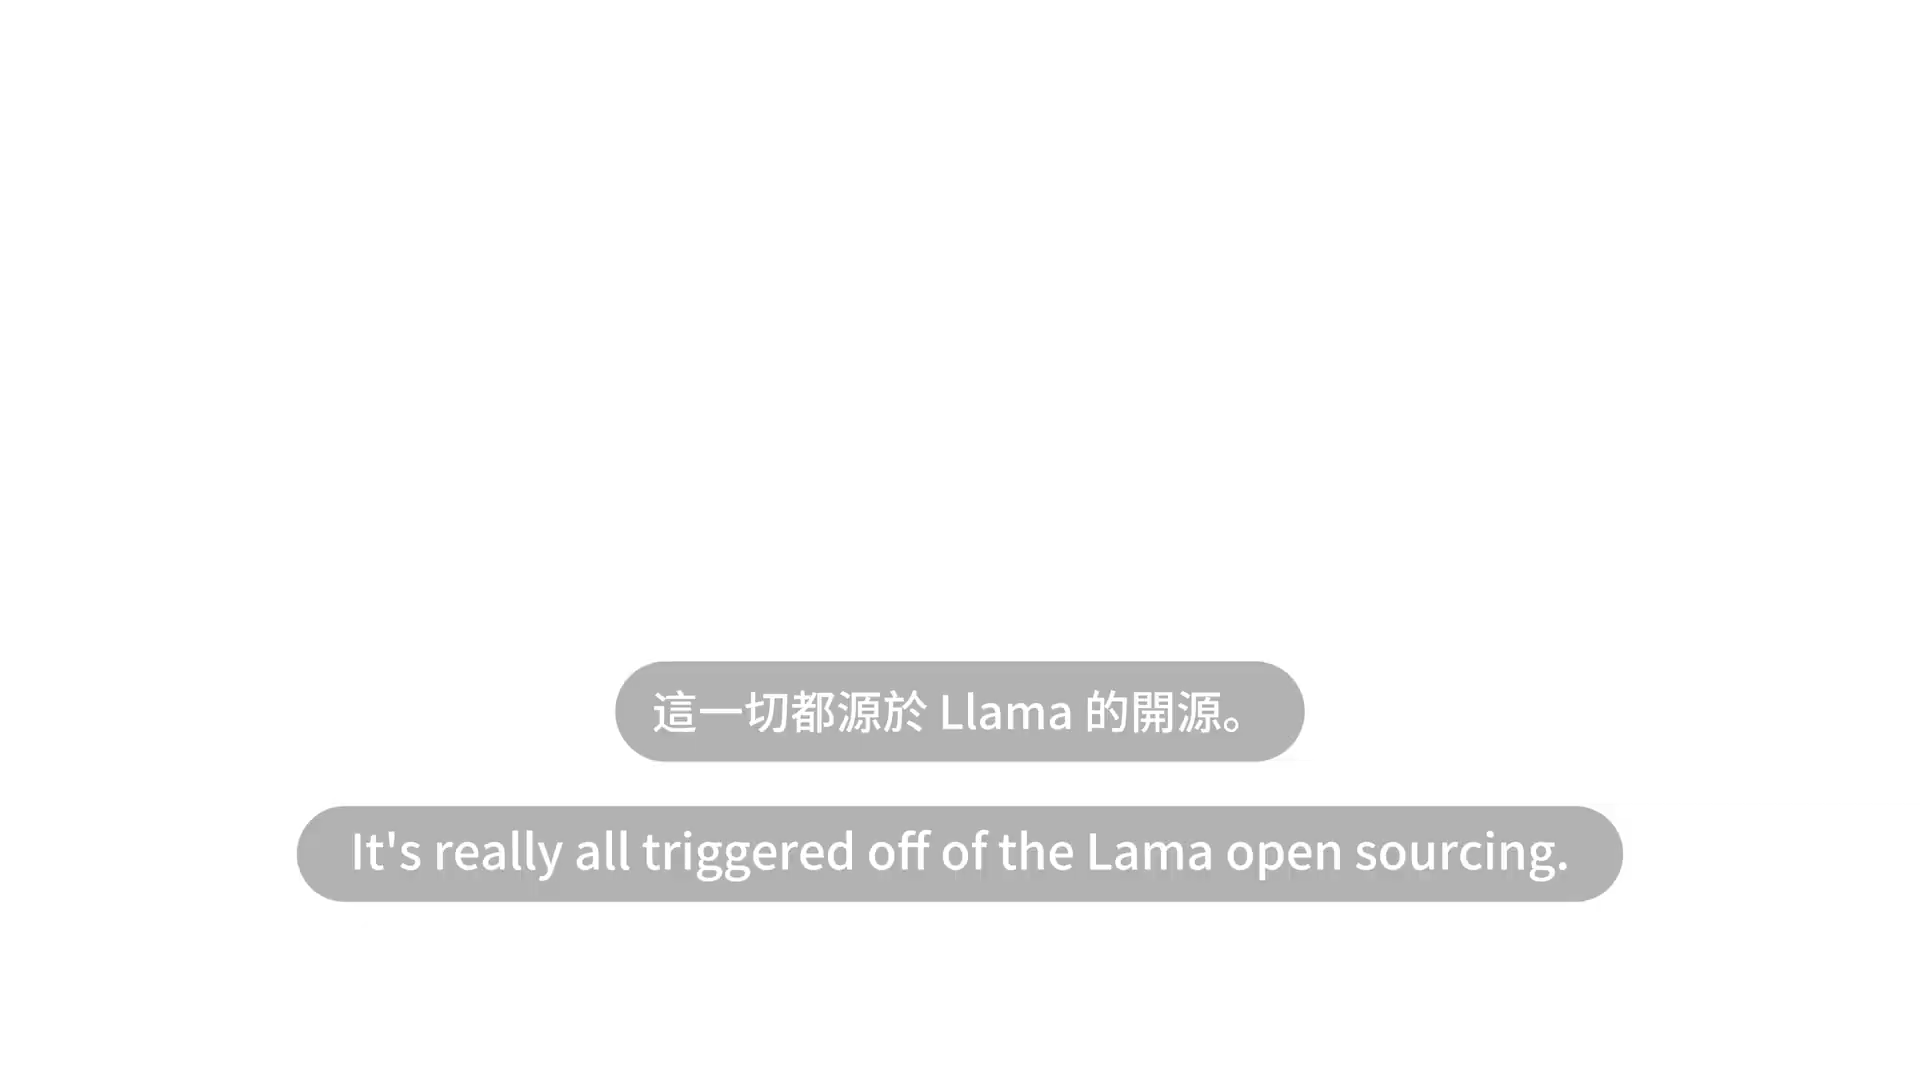 這一切都源於 Llama 的開源。
It's really all triggered off of the Lama open sourcing.